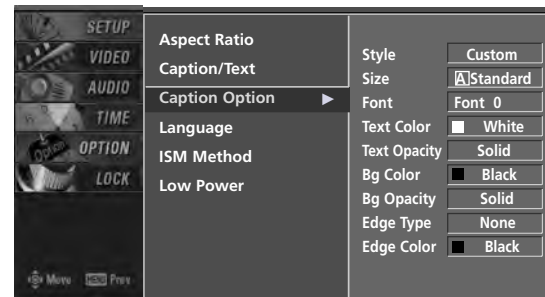 SETUP
VIDEO
AUDIO
TIME
OPTION
LOCK
Move MENU Prev
Aspect Ratio
Caption/Text
Caption Option ▶
Language
ISM Method
Low Power
Style Custom
Size A Standard
Font Font 0
Text Color White
Text Opacity Solid
Bg Color Black
Bg Opacity Solid
Edge Type None
Edge Color Black